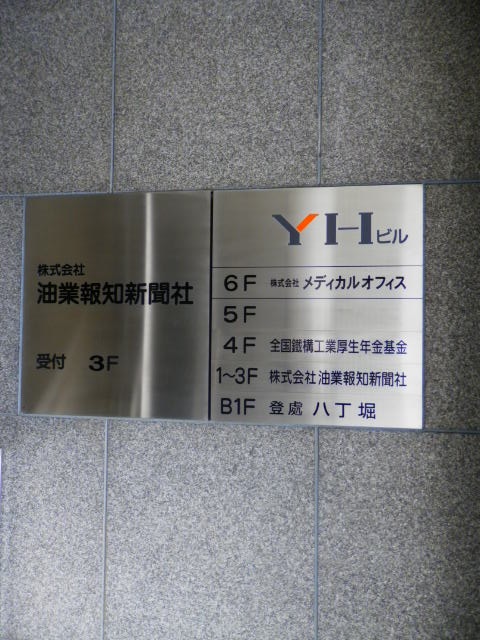 株式会社
油業報知新聞社
受付 3F
YHビル
6F 株式会社 メディカルオフィス
5F
4F 全国鐵構工業厚生年金基金
1~3F 株式会社 油業報知新聞社
B1F 登處 八丁堀